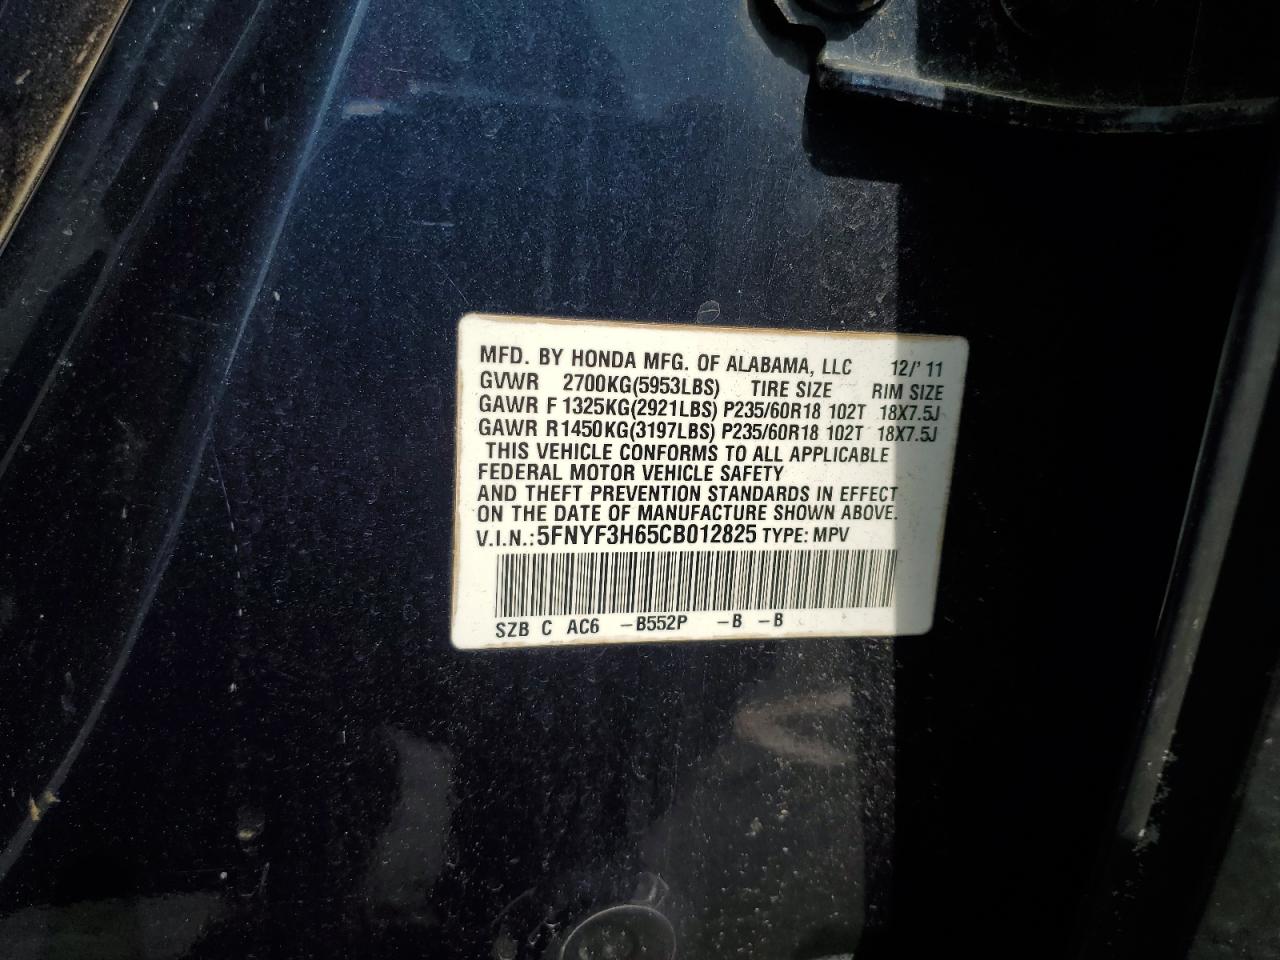 MFD. BY HONDA MFG. OF ALABAMA, LLC 12/'11
GVWR 2700KG(5953LBS) TIRE SIZE RIM SIZE
GAWR F 1325KG(2921LBS) P235/60R18 102T 18X7.5J
GAWR R1450KG(3197LBS) P235/60R18 102T 18X7.5J
THIS VEHICLE CONFORMS TO ALL APPLICABLE
FEDERAL MOTOR VEHICLE SAFETY
AND THEFT PREVENTION STANDARDS IN EFFECT
ON THE DATE OF MANUFACTURE SHOWN ABOVE.
V.I.N.:5FNYF3H65CB012825 TYPE: MPV
SZB C AC6 -B552P -B -B